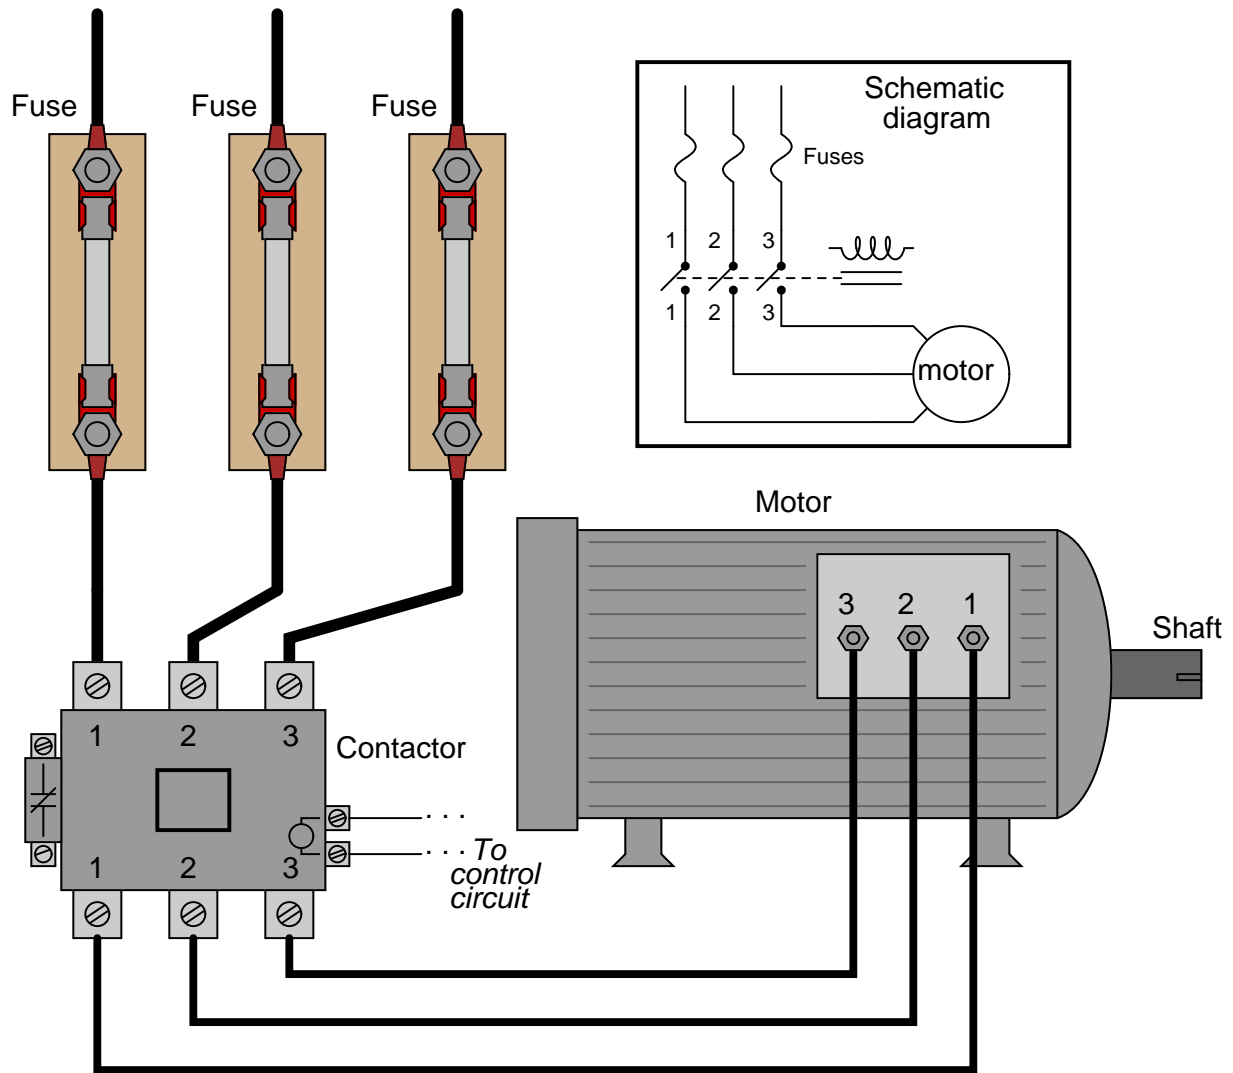 Fuse
Fuse
Fuse
Schematic
diagram
Fuses
1
2
3
1
2
3
motor
Motor
3
2
1
Shaft
1
2
3
Contactor
1
2
3
. . .
. . . To
control
circuit